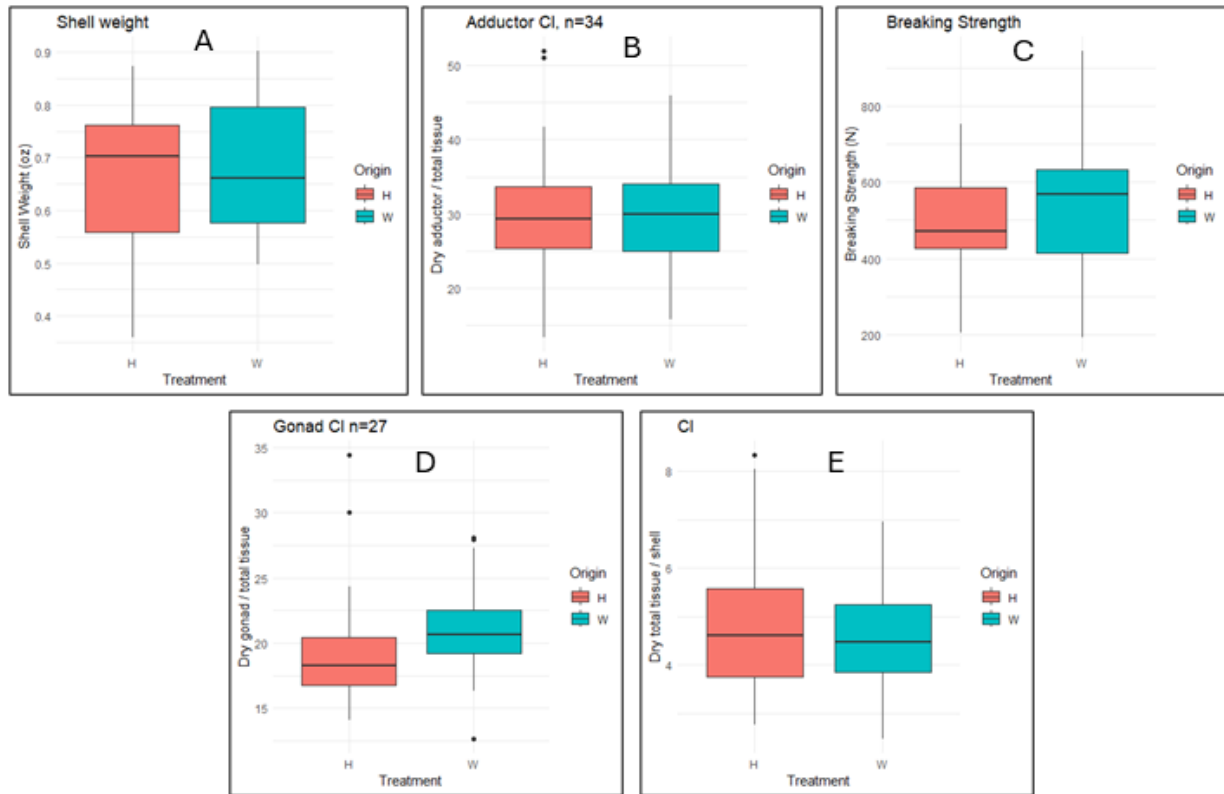 Shell weight
A
Shell Weight (oz)
0.9
0.8
0.7
0.6
0.5
0.4
H
W
Treatment
Origin
H
W
Adductor CI, n=34
B
Dry adductor / total tissue
50
40
30
20
H
W
Treatment
Origin
H
W
Breaking Strength
C
Breaking Strength (N)
800
600
400
200
H
W
Treatment
Origin
H
W
Gonad CI n=27
D
Dry gonad / total tissue
35
30
25
20
15
H
W
Treatment
Origin
H
W
CI
E
Dry total tissue / shell
8
6
4
H
W
Treatment
Origin
H
W